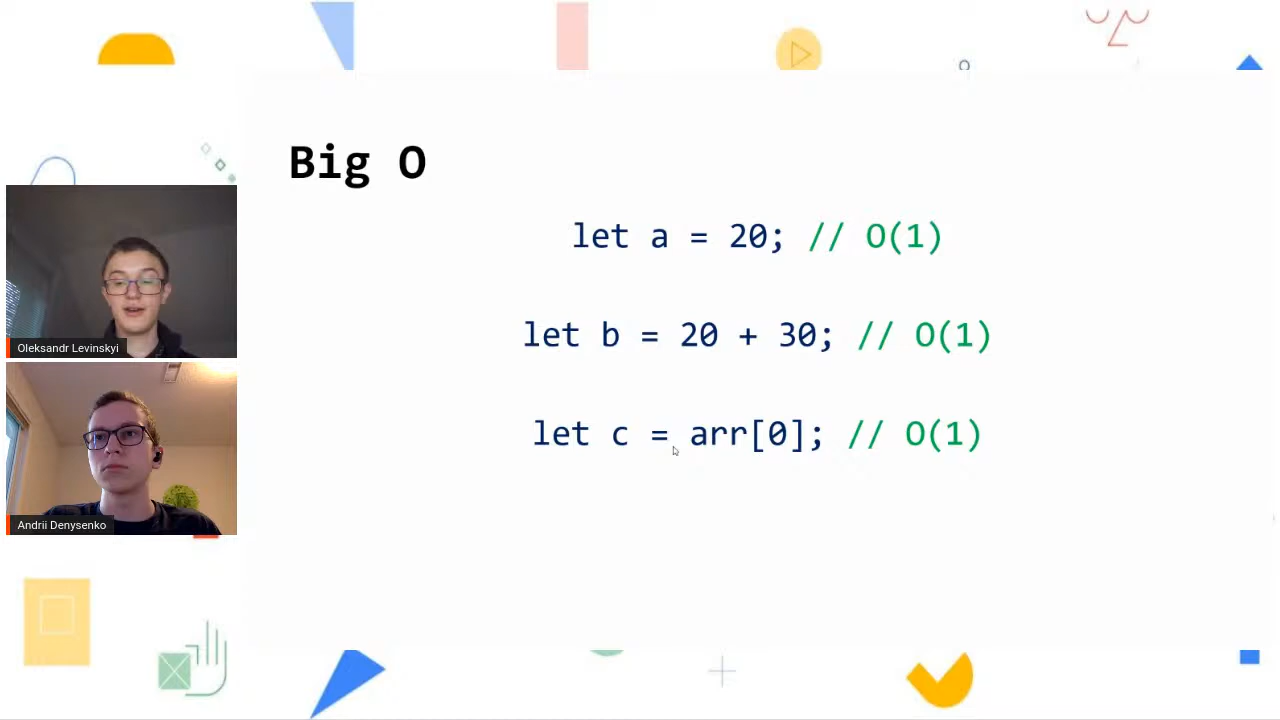 Big O
let a = 20; // O(1)
let b = 20 + 30; // O(1)
let c = arr[0]; // O(1)
Oleksandr Levinskyi
Andrii Denysenko